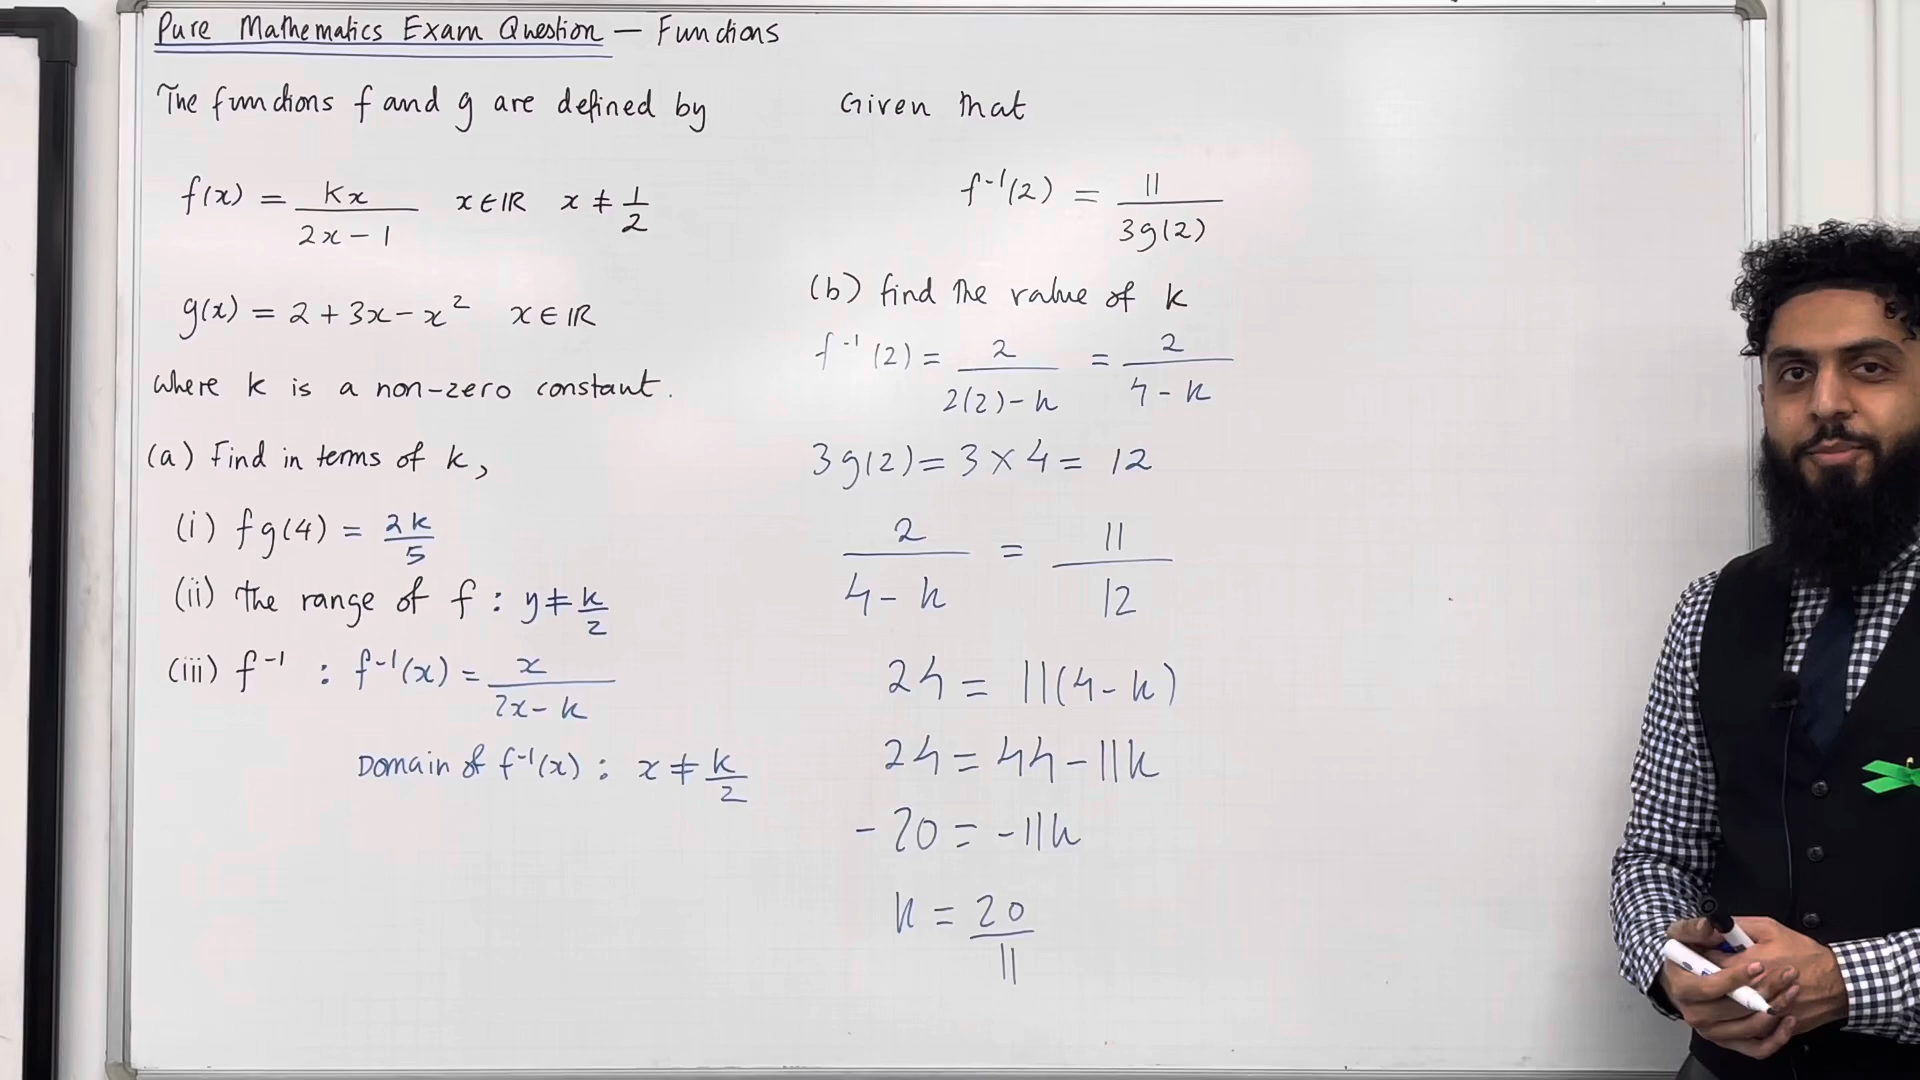 Pure Mathematics Exam Question — Functions
The functions f and g are defined by
f(x) = kx / (2x - 1) x ∈ ℝ x ≠ 1/2
g(x) = 2 + 3x - x² x ∈ ℝ
where k is a non-zero constant.
(a) Find in terms of k,
(i) fg(4) = 2k/5
(ii) the range of f : y ≠ k/2
(iii) f⁻¹ : f⁻¹(x) = x / (2x - k)
Domain of f⁻¹(x) : x ≠ k/2
Given that
f⁻¹(2) = 11 / 3g(2)
(b) find the value of k
f⁻¹(2) = 2 / (2(2) - k) = 2 / (4 - k)
3g(2) = 3 × 4 = 12
2 / (4 - k) = 11 / 12
24 = 11(4 - k)
24 = 44 - 11k
-20 = -11k
k = 20/11